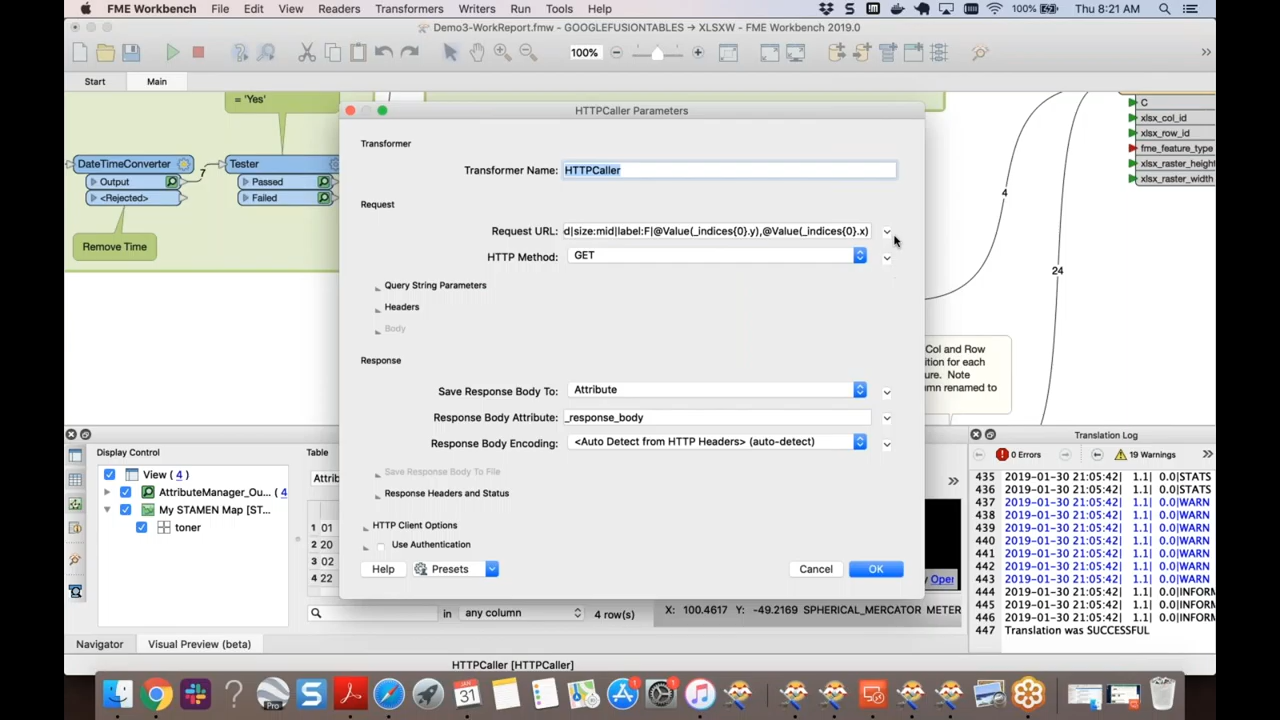 FME Workbench File Edit View Readers Transformers Writers Run Tools Help 100% Thu 8:21 AM
Demo3-WorkReport.fmw – GOOGLEFUSIONTABLES → XLSXW – FME Workbench 2019.0
100%
Start Main
= 'Yes'
DateTimeConverter
Output
<Rejected>
7
Tester
Passed
Failed
Remove Time
HTTPCaller Parameters
Transformer
Transformer Name: HTTPCaller
Request
Request URL: d|size:mid|label:F|@Value(_indices{0}.y),@Value(_indices{0}.x)
HTTP Method: GET
Query String Parameters
Headers
Body
Response
Save Response Body To: Attribute
Response Body Attribute: _response_body
Response Body Encoding: <Auto Detect from HTTP Headers> (auto-detect)
Save Response Body To File
Response Headers and Status
HTTP Client Options
Use Authentication
Help Presets Cancel OK
C
xlsx_col_id
xlsx_row_id
fme_feature_type
xlsx_raster_height
xlsx_raster_width
4
24
Col and Row
ition for each
ure. Note
mn renamed to
Display Control
View ( 4 )
AttributeManager_Ou... ( 4
My STAMEN Map [ST...
toner
Table
Attrib
1 01
2 20
3 02
4 22
Open
in any column 4 row(s)
X: 100.4617 Y: -49.2169 SPHERICAL_MERCATOR METER
Translation Log
0 Errors 19 Warnings
435 2019-01-30 21:05:42| 1.1| 0.0|STATS
436 2019-01-30 21:05:42| 1.1| 0.0|STATS
437 2019-01-30 21:05:42| 1.1| 0.0|WARN
438 2019-01-30 21:05:42| 1.1| 0.0|WARN
439 2019-01-30 21:05:42| 1.1| 0.0|WARN
440 2019-01-30 21:05:42| 1.1| 0.0|WARN
441 2019-01-30 21:05:42| 1.1| 0.0|WARN
442 2019-01-30 21:05:42| 1.1| 0.0|WARN
443 2019-01-30 21:05:42| 1.1| 0.0|WARN
444 2019-01-30 21:05:42| 1.1| 0.0|INFORM
445 2019-01-30 21:05:42| 1.1| 0.0|INFORM
446 2019-01-30 21:05:42| 1.1| 0.0|INFORM
447 Translation was SUCCESSFUL
Navigator Visual Preview (beta)
HTTPCaller [HTTPCaller]
Pro
31
1
1